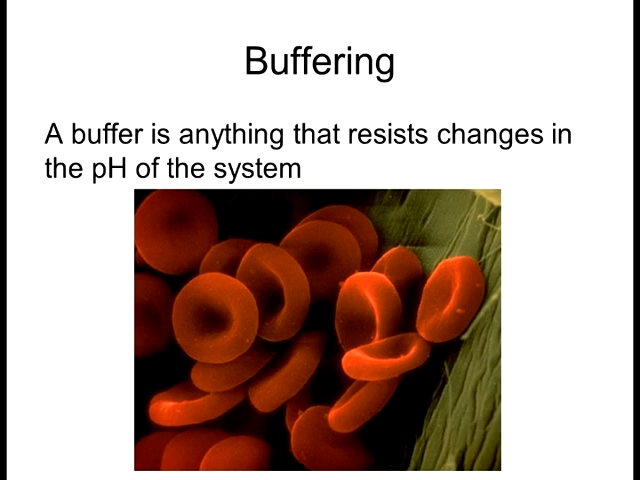 Buffering
A buffer is anything that resists changes in
the pH of the system